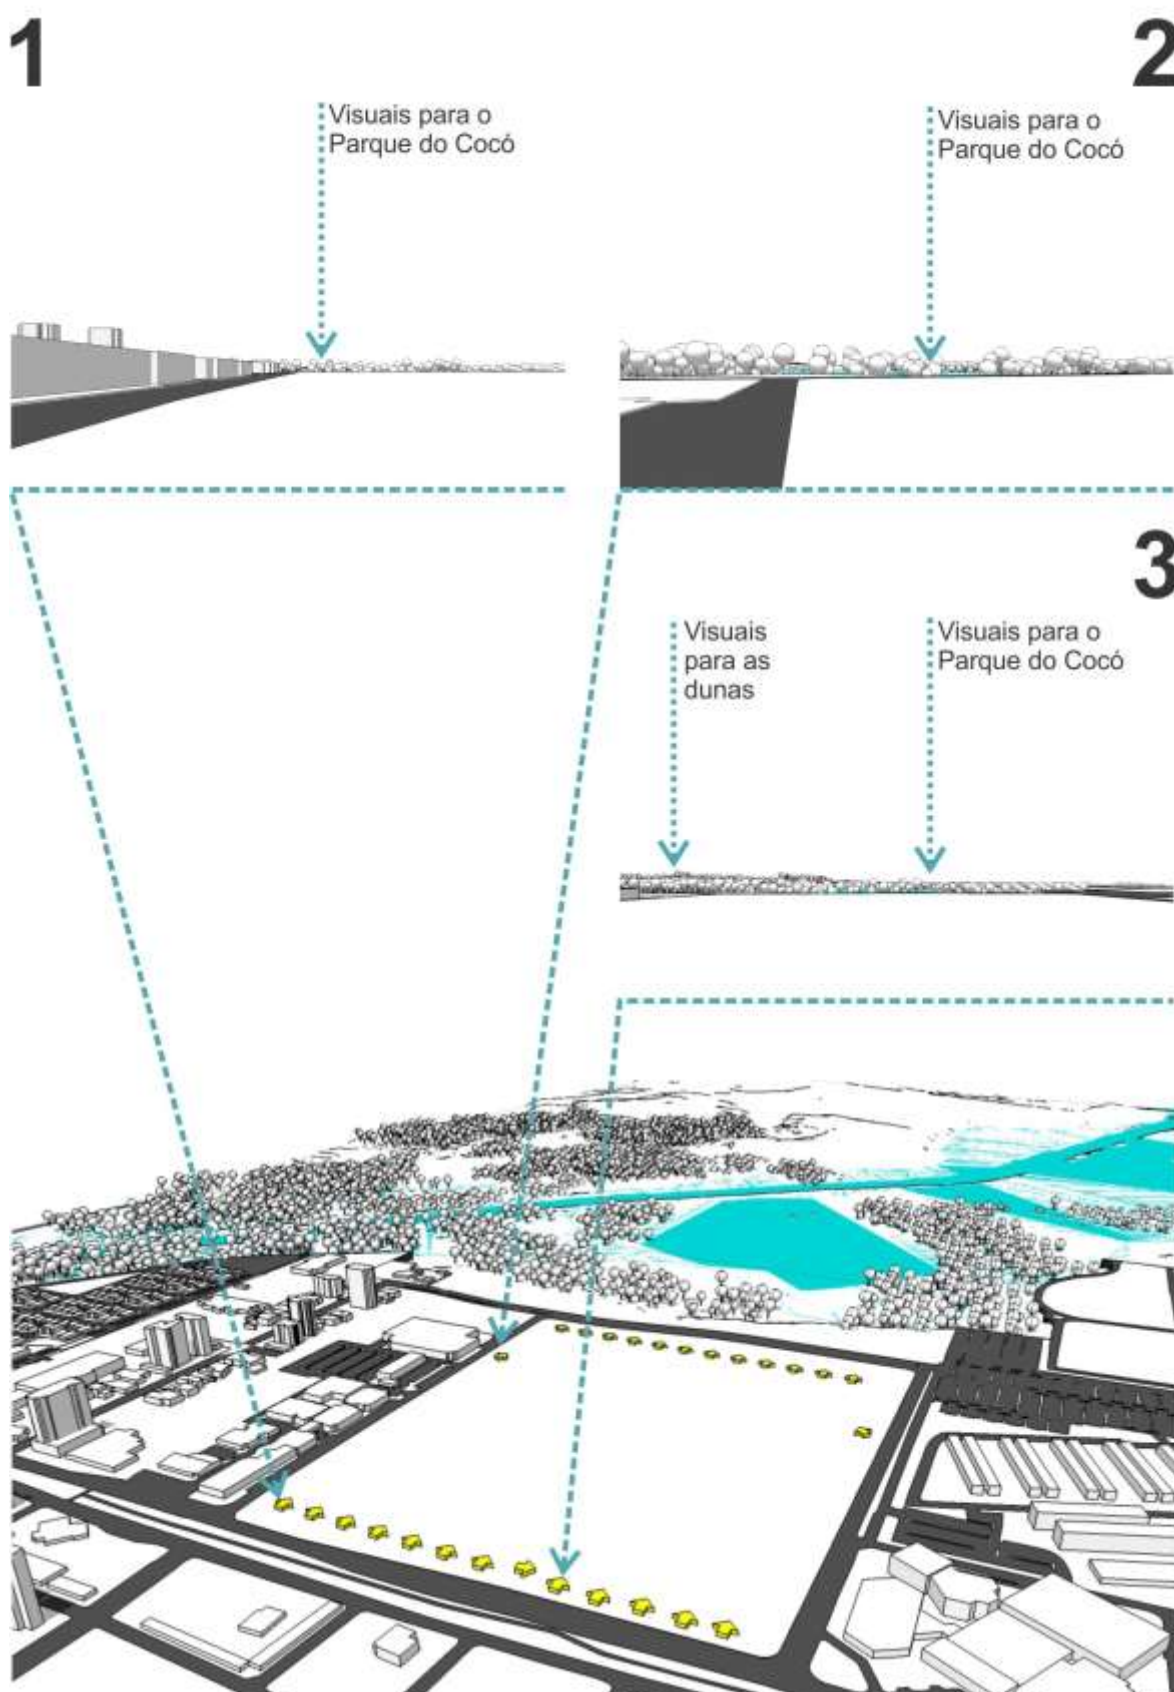 1
Visuais para o
Parque do Cocó
2
Visuais para o
Parque do Cocó
3
Visuais
para as
dunas
Visuais para o
Parque do Cocó